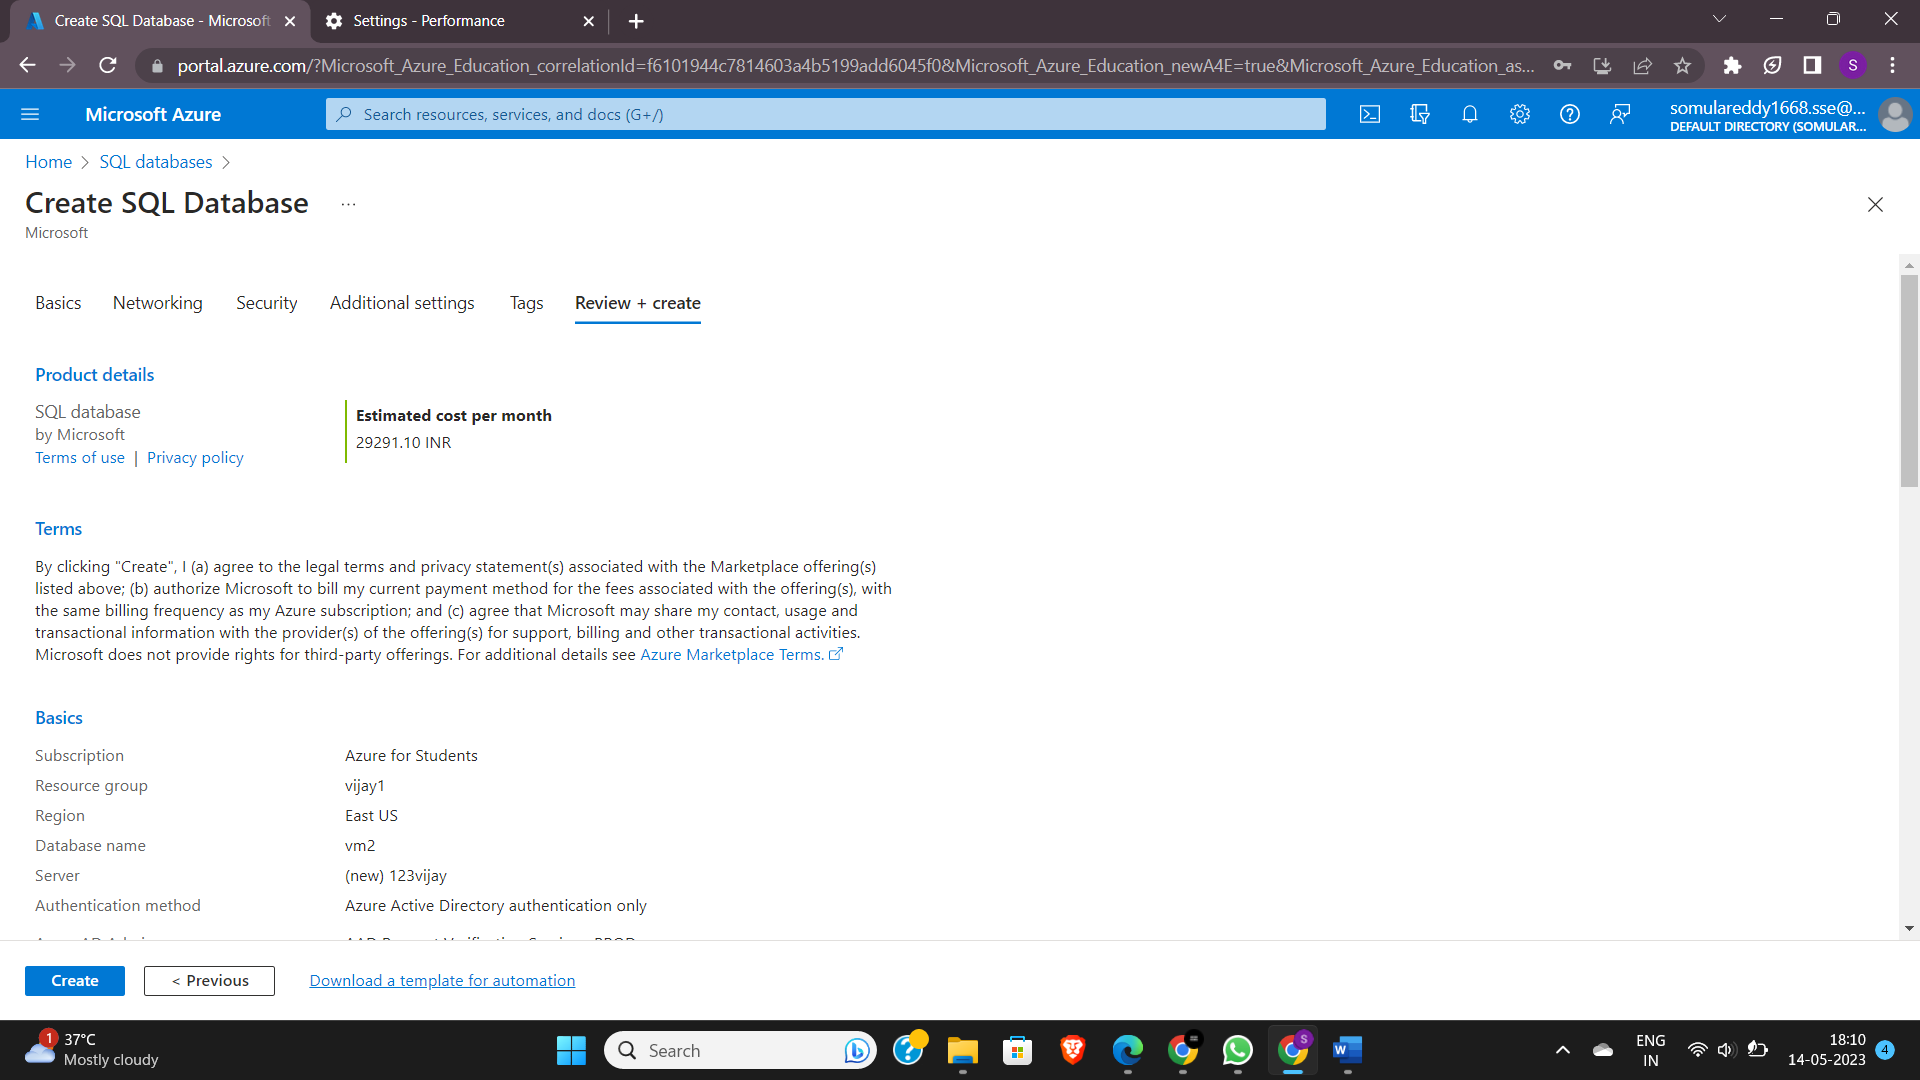 Create SQL Database - Microsoft
Settings - Performance
portal.azure.com/?Microsoft_Azure_Education_correlationId=f6101944c7814603a4b5199add6045f0&Microsoft_Azure_Education_newA4E=true&Microsoft_Azure_Education_as...
S
Microsoft Azure
Search resources, services, and docs (G+/)
somulareddy1668.sse@...
DEFAULT DIRECTORY (SOMULAR...
Home > SQL databases >
Create SQL Database ...
Microsoft
Basics Networking Security Additional settings Tags Review + create
Product details
SQL database
by Microsoft
Terms of use | Privacy policy
Estimated cost per month
29291.10 INR
Terms
By clicking "Create", I (a) agree to the legal terms and privacy statement(s) associated with the Marketplace offering(s)
listed above; (b) authorize Microsoft to bill my current payment method for the fees associated with the offering(s), with
the same billing frequency as my Azure subscription; and (c) agree that Microsoft may share my contact, usage and
transactional information with the provider(s) of the offering(s) for support, billing and other transactional activities.
Microsoft does not provide rights for third-party offerings. For additional details see Azure Marketplace Terms.
Basics
Subscription Azure for Students
Resource group vijay1
Region East US
Database name vm2
Server (new) 123vijay
Authentication method Azure Active Directory authentication only
Create < Previous Download a template for automation
1
37°C
Mostly cloudy
Search
S
W
ENG
IN
18:10
14-05-2023
4